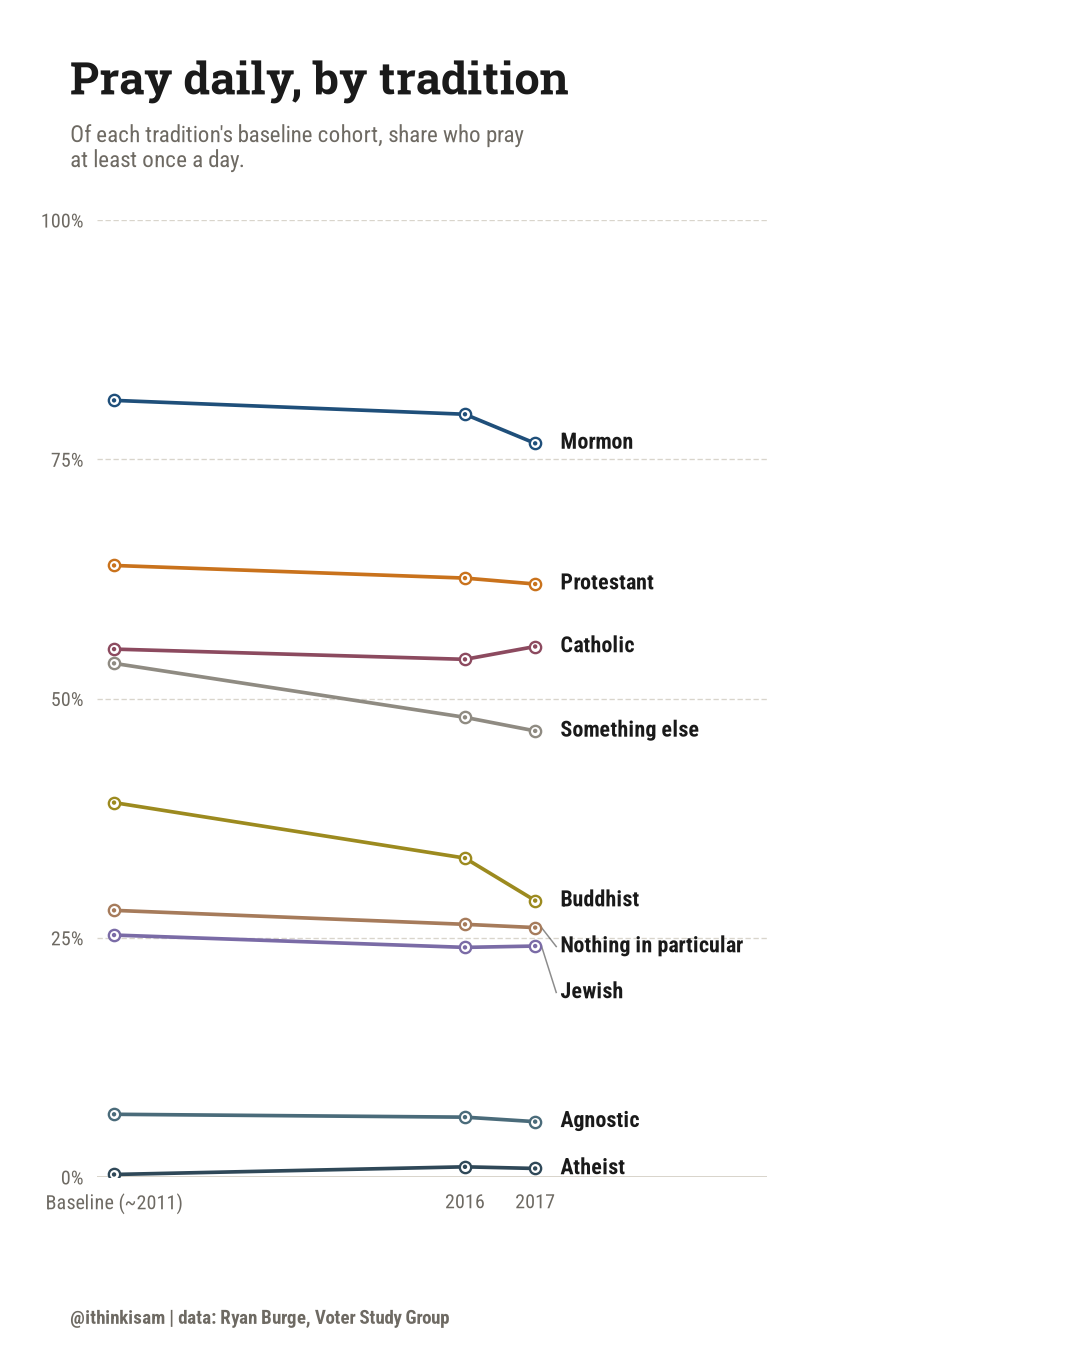 Pray daily, by tradition
Of each tradition's baseline cohort, share who pray
at least once a day.
100%
Mormon
75%
Protestant
Catholic
50%
Something else
Buddhist
25%
Nothing in particular
Jewish
Agnostic
Atheist
0%
Baseline (~2011) 2016 2017
@ithinkisam | data: Ryan Burge, Voter Study Group